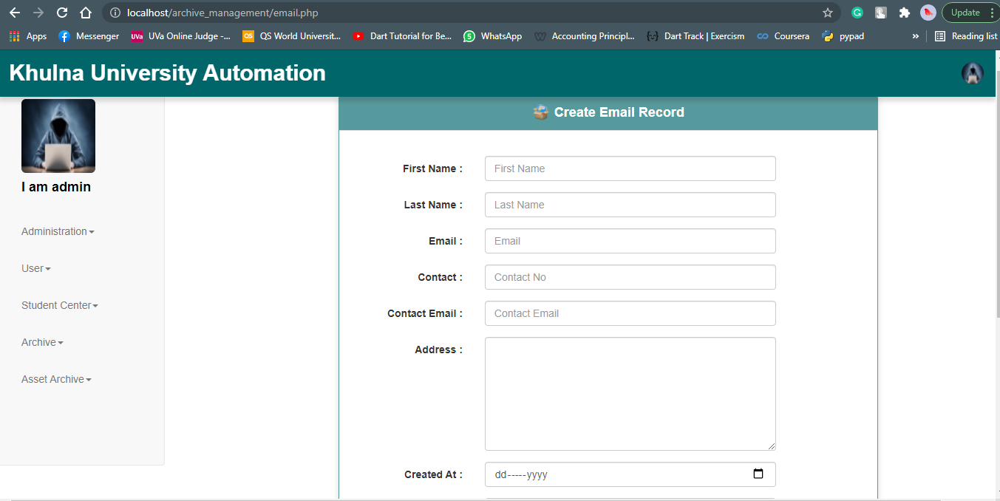 localhost/archive_management/email.php
Update
Apps
Messenger
UVa
UVa Online Judge -...
QS
QS World Universit...
Dart Tutorial for Be...
5
WhatsApp
Accounting Principl...
Dart Track | Exercism
Coursera
pypad
»
Reading list
Khulna University Automation
Create Email Record
I am admin
Administration
User
Student Center
Archive
Asset Archive
First Name :
First Name
Last Name :
Last Name
Email :
Email
Contact :
Contact No
Contact Email :
Contact Email
Address :
Created At :
dd-----yyyy